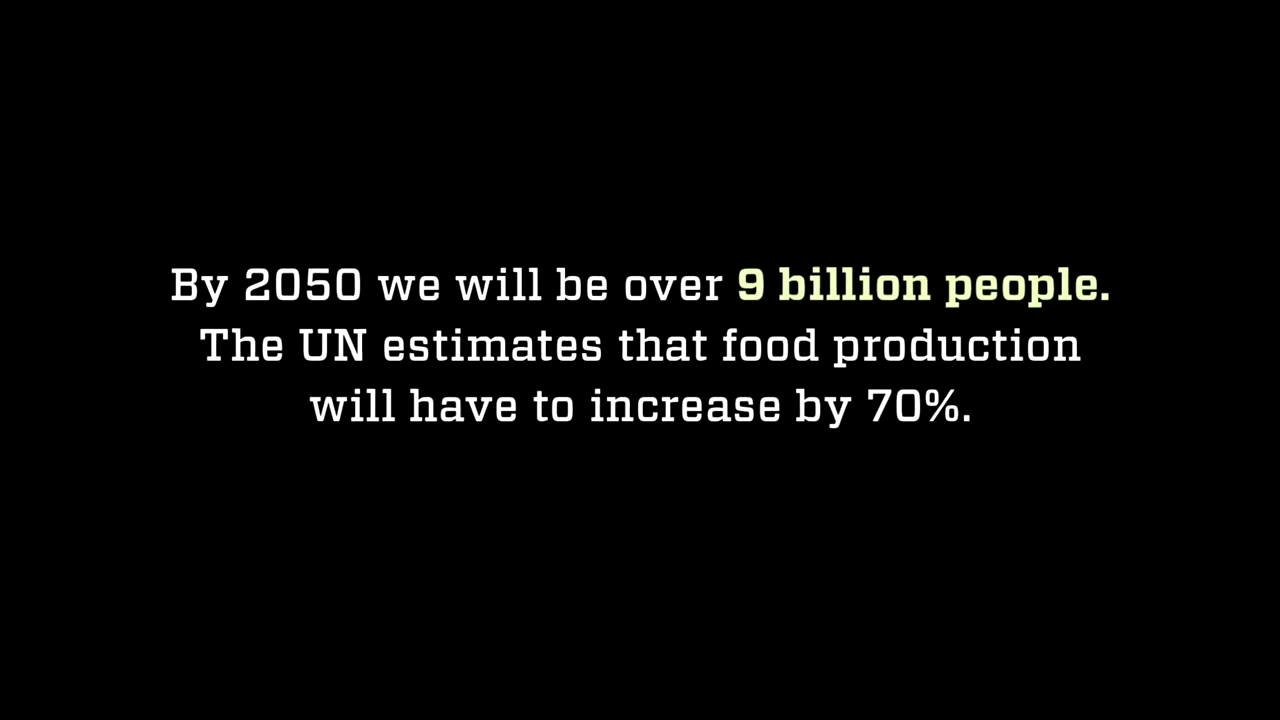 By 2050 we will be over 9 billion people.
The UN estimates that food production
will have to increase by 70%.